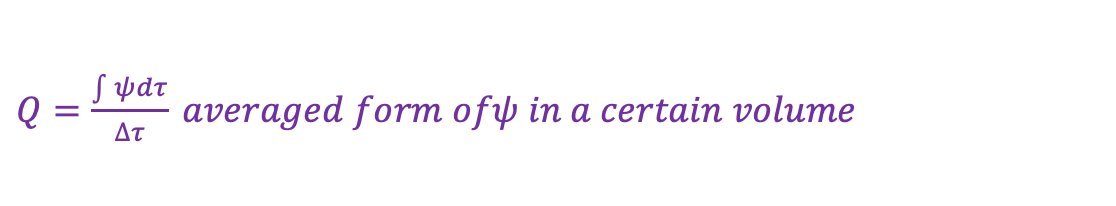 Q = ∫ψdτ / Δτ averaged form ofψ in a certain volume